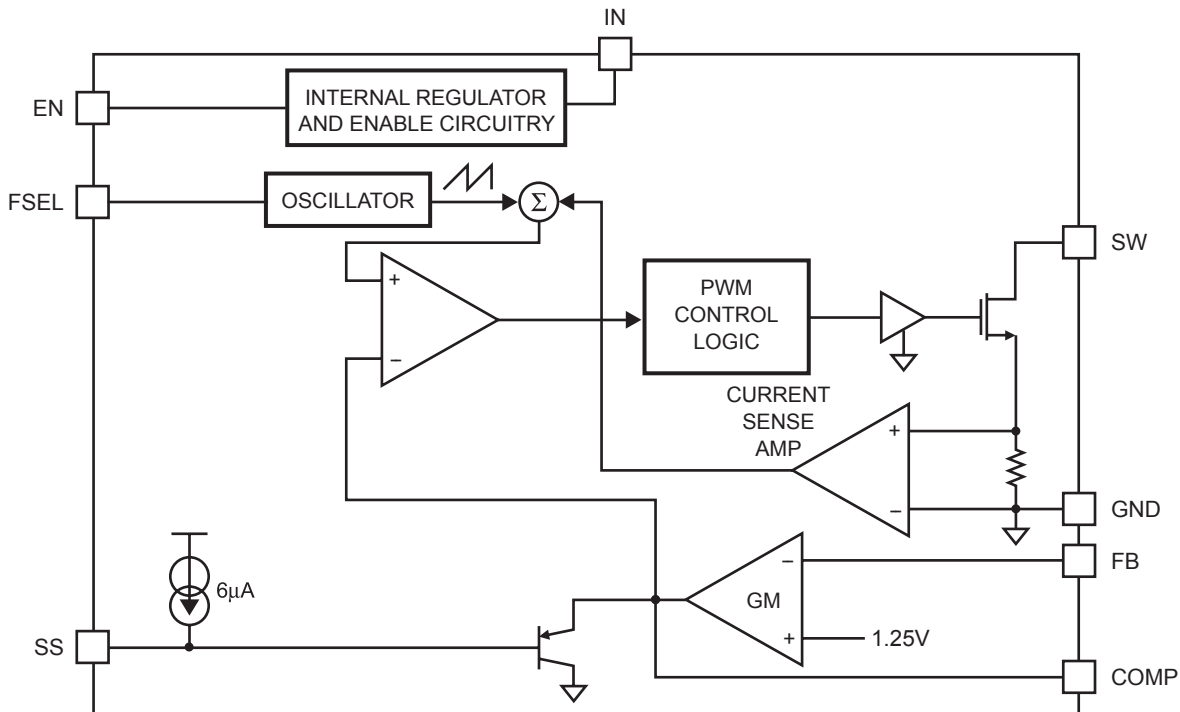 IN
EN
INTERNAL REGULATOR
AND ENABLE CIRCUITRY
FSEL
OSCILLATOR
Σ
SW
+
PWM
CONTROL
LOGIC
−
CURRENT
SENSE
AMP
+
−
GND
FB
−
6μA
GM
+
1.25V
SS
COMP